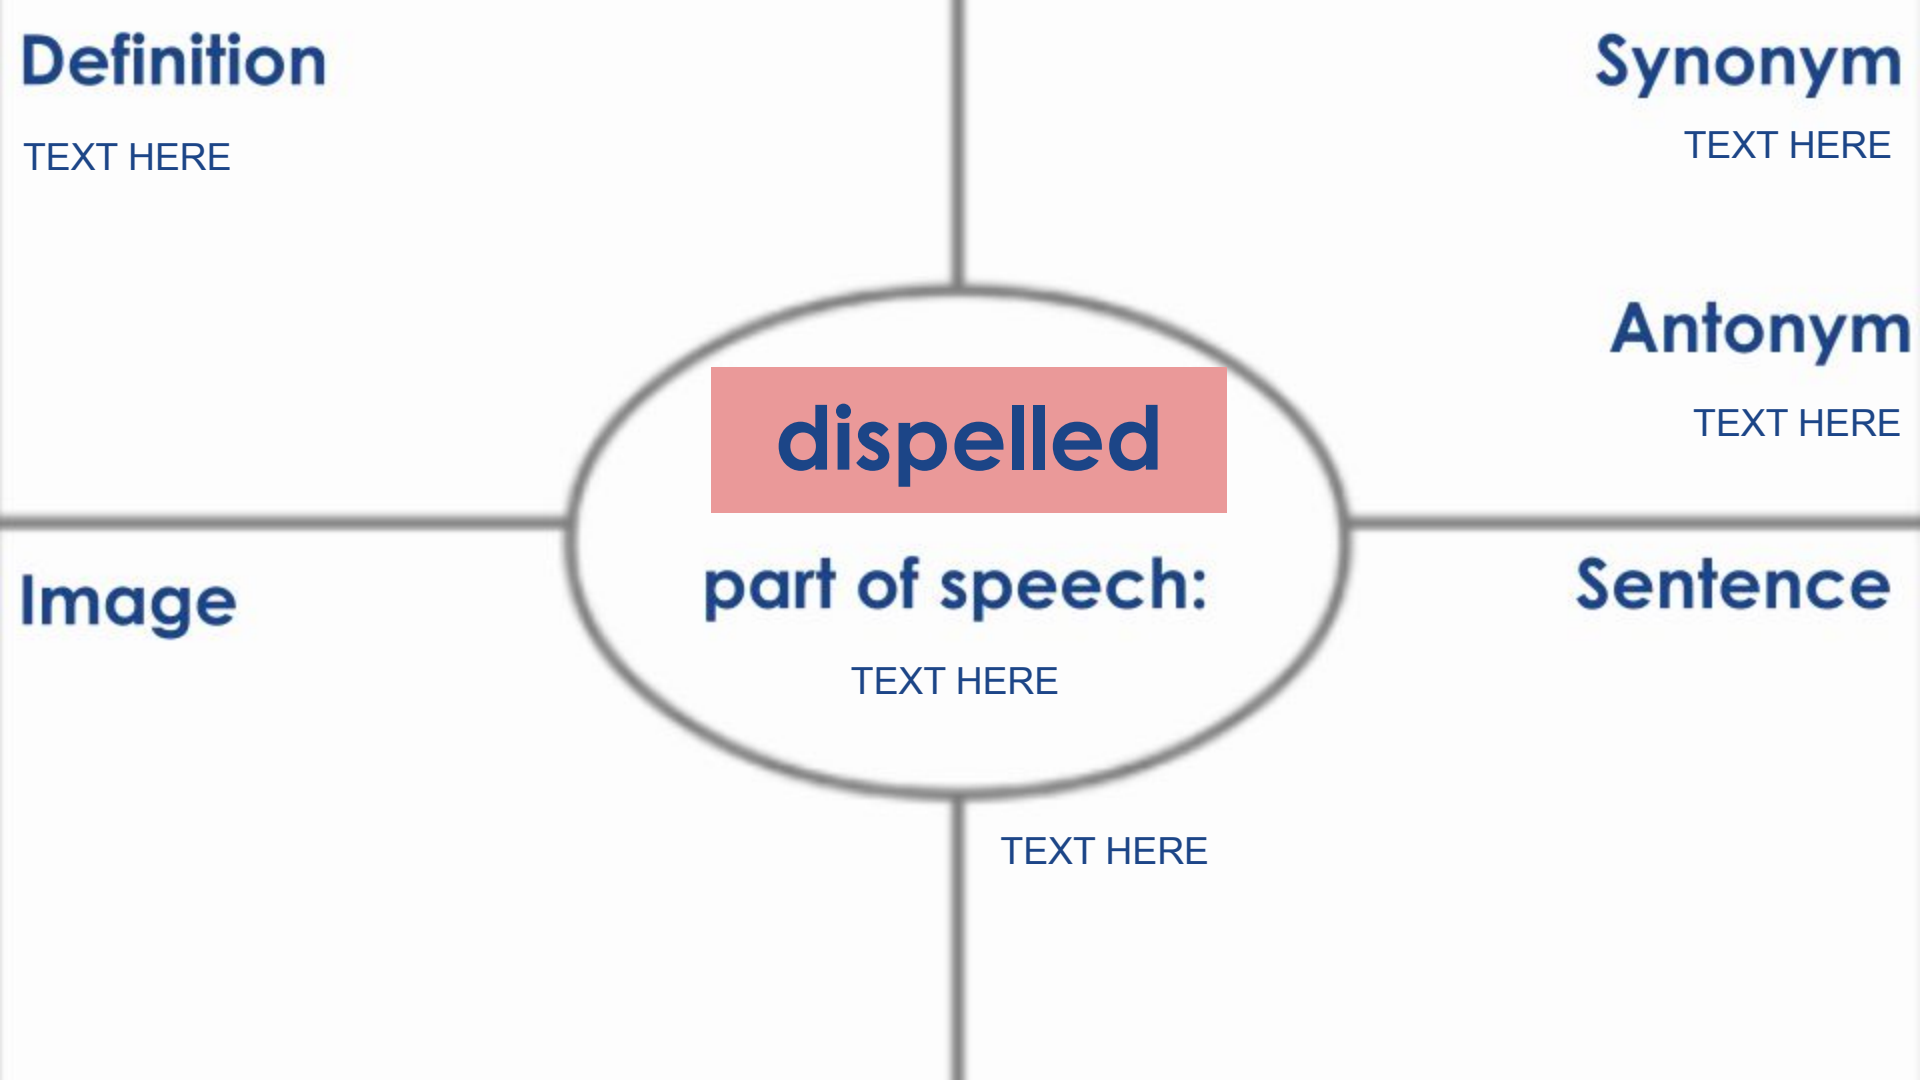 Definition
TEXT HERE
Synonym
TEXT HERE
Antonym
TEXT HERE
dispelled
part of speech:
TEXT HERE
Image
Sentence
TEXT HERE